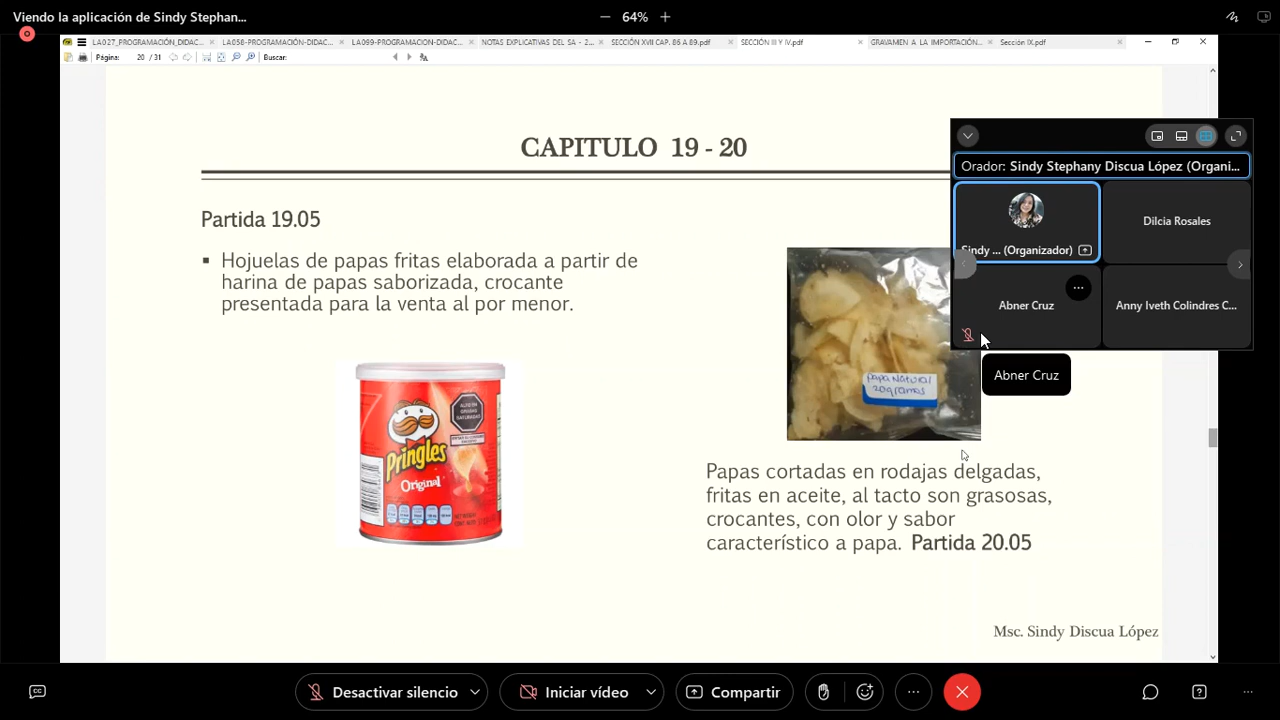 Viendo la aplicación de Sindy Stephan...
64%
LA027_PROGRAMACIÓN_DIDAC...
LA058-PROGRAMACIÓN-DIDAC...
LA099-PROGRAMACION-DIDAC...
NOTAS EXPLICATIVAS DEL SA - 2...
SECCIÓN XVII CAP. 86 A 89.pdf
SECCIÓN III Y IV.pdf
GRAVAMEN A LA IMPORTACIÓN...
Sección IX.pdf
Página: 20 / 31 Buscar:
CAPITULO 19 - 20
Orador: Sindy Stephany Discua López (Organi...
Sindy ... (Organizador)
Dilcia Rosales
Abner Cruz
Anny Iveth Colindres C...
Abner Cruz
Partida 19.05
▪ Hojuelas de papas fritas elaborada a partir de
harina de papas saborizada, crocante
presentada para la venta al por menor.
Pringles
Original
papa Natural
20gramos
Papas cortadas en rodajas delgadas,
fritas en aceite, al tacto son grasosas,
crocantes, con olor y sabor
característico a papa. Partida 20.05
Msc. Sindy Discua López
Desactivar silencio
Iniciar vídeo
Compartir